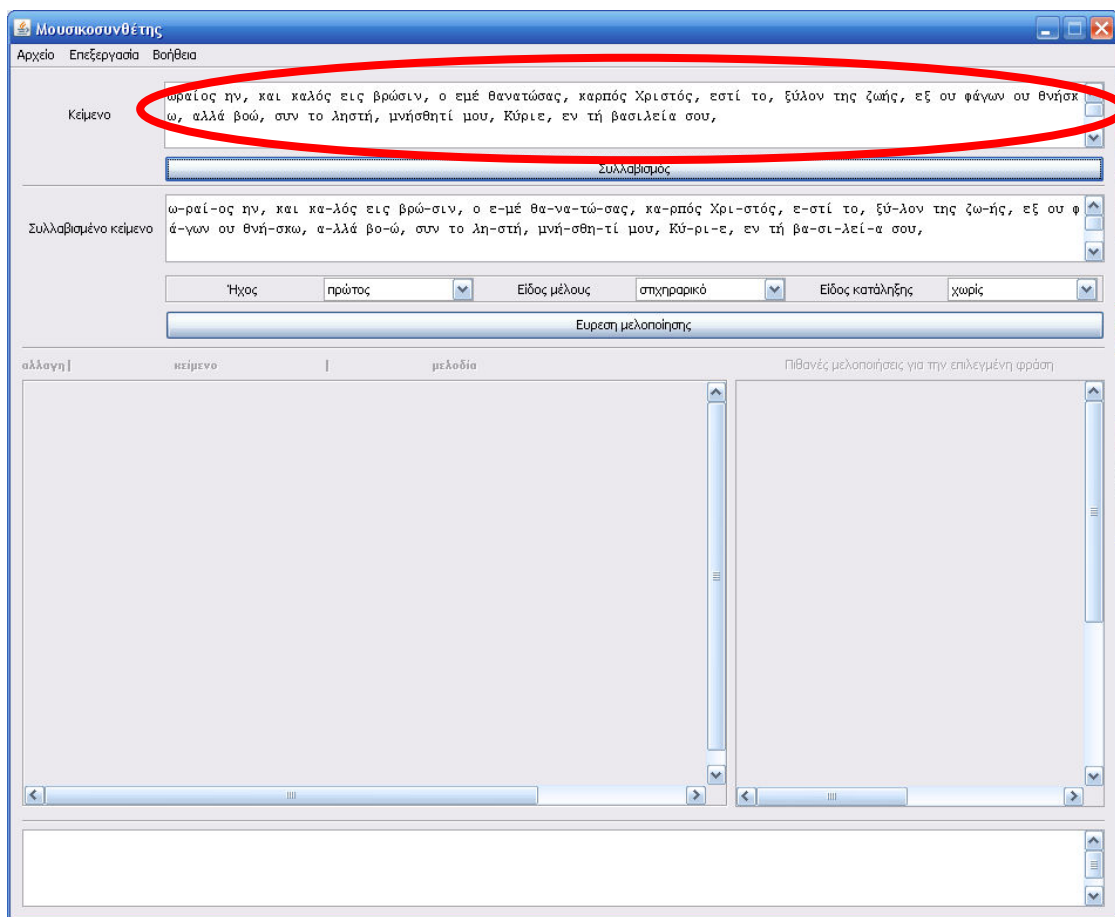 Μουσικοσυνθέτης
Αρχείο Επεξεργασία Βοήθεια
Κείμενο
ωραίος ην, και καλός εις βρώσιν, ο εμέ θανατώσας, καρπός Χριστός, εστί το, ξύλον της ζωής, εξ ου φάγων ου θνήσκ
ω, αλλά βοώ, συν το ληστή, μνήσθητί μου, Κύριε, εν τή βασιλεία σου,
Συλλαβισμός
Συλλαβισμένο κείμενο
ω-ραί-ος ην, και κα-λός εις βρώ-σιν, ο ε-μέ θα-να-τώ-σας, κα-ρπός Χρι-στός, ε-στί το, ξύ-λον της ζω-ής, εξ ου φ
ά-γων ου θνή-σκω, α-λλά βο-ώ, συν το λη-στή, μνή-σθη-τί μου, Κύ-ρι-ε, εν τή βα-σι-λεί-α σου,
Ήχος πρώτος Είδος μέλους στιχηραρικό Είδος κατάληξης χωρίς
Ευρεση μελοποίησης
αλλαγη| κείμενο | μελοδία Πιθανές μελοποιήσεις για την επιλεγμένη φράση